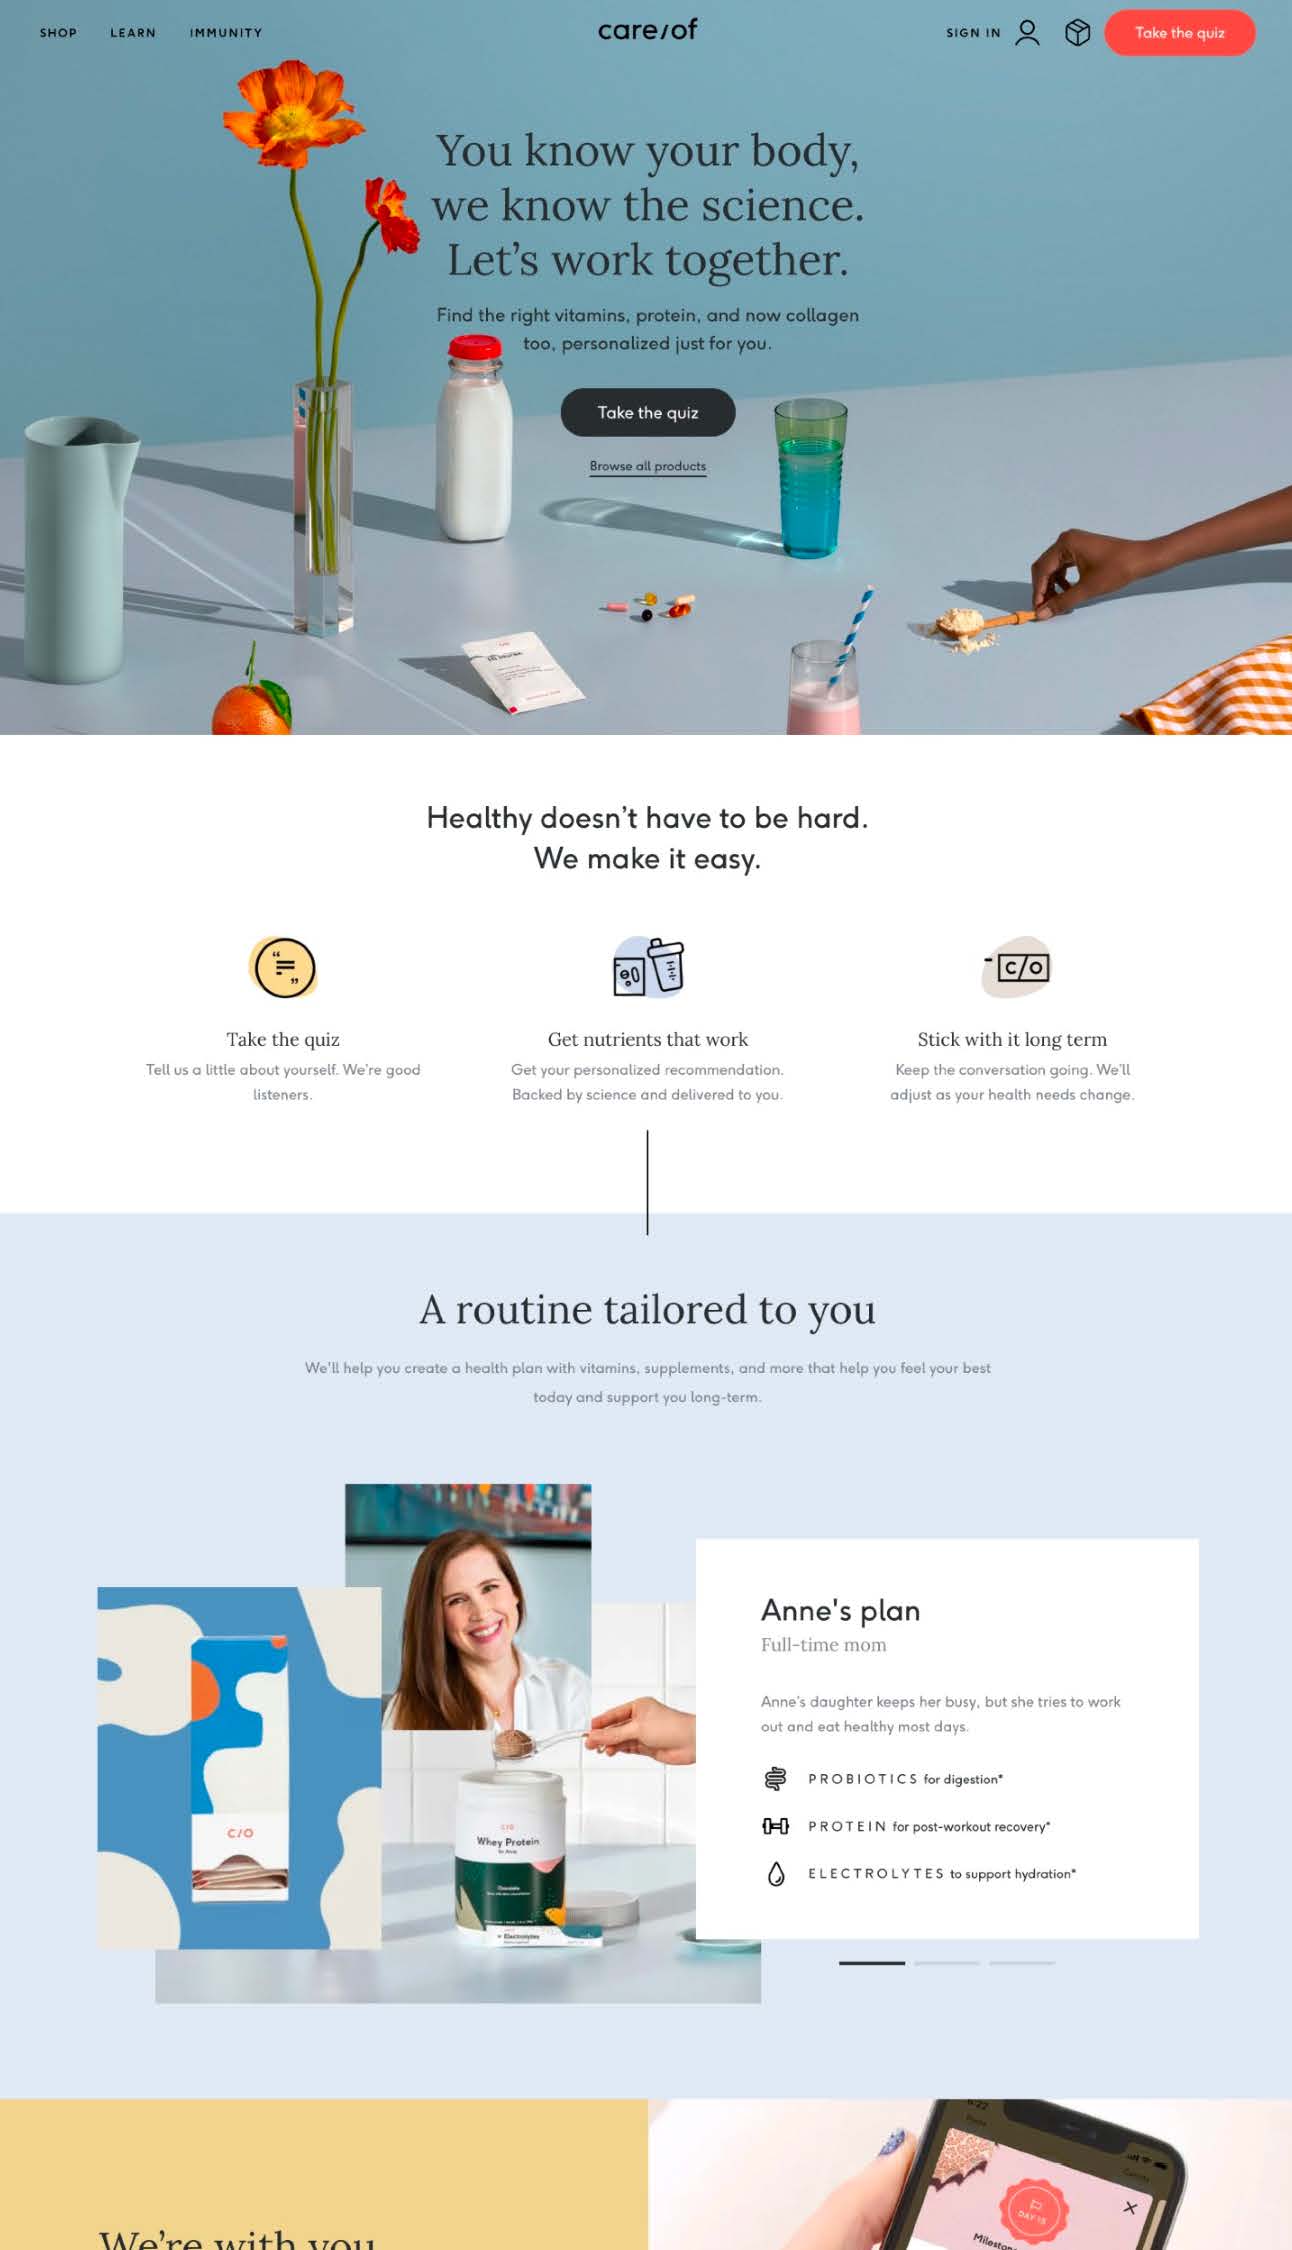 SHOP LEARN IMMUNITY
care/of
SIGN IN
Take the quiz
You know your body,
we know the science.
Let's work together.
Find the right vitamins, protein, and now collagen
too, personalized just for you.
Take the quiz
Browse all products
Healthy doesn't have to be hard.
We make it easy.
C/O
Take the quiz
Tell us a little about yourself. We're good
listeners.
Get nutrients that work
Get your personalized recommendation.
Backed by science and delivered to you.
Stick with it long term
Keep the conversation going. We'll
adjust as your health needs change.
A routine tailored to you
We'll help you create a health plan with vitamins, supplements, and more that help you feel your best
today and support you long-term.
C/O
C/O
Whey Protein
for Anne
Chocolate
Electrolytes
Anne's plan
Full-time mom
Anne's daughter keeps her busy, but she tries to work
out and eat healthy most days.
PROBIOTICS for digestion*
PROTEIN for post-workout recovery*
ELECTROLYTES to support hydration*
We're with you
DAY 15